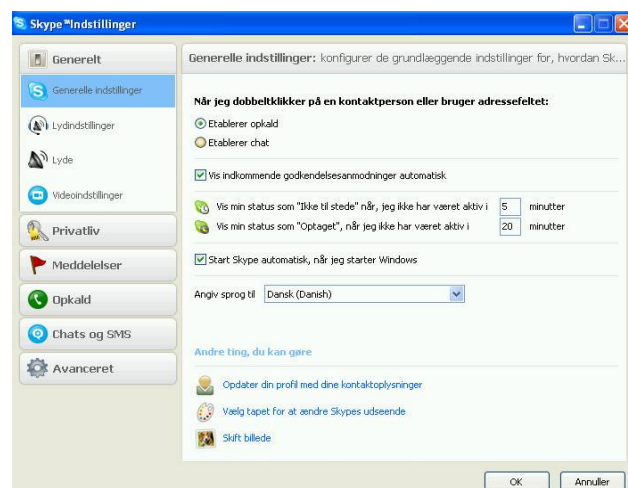 Skype™Indstillinger
Generelt
Generelle indstillinger
Lydindstillinger
Lyde
Videoindstillinger
Privatliv
Meddelelser
Opkald
Chats og SMS
Avanceret
Generelle indstillinger: konfigurer de grundlæggende indstillinger for, hvordan Sk...
Når jeg dobbeltklikker på en kontaktperson eller bruger adressefeltet:
Etablerer opkald
Etablerer chat
Vis indkommende godkendelsesanmodninger automatisk
Vis min status som "Ikke til stede" når, jeg ikke har været aktiv i 5 minutter
Vis min status som "Optaget", når jeg ikke har været aktiv i 20 minutter
Start Skype automatisk, når jeg starter Windows
Angiv sprog til Dansk (Danish)
Andre ting, du kan gøre
Opdater din profil med dine kontaktoplysninger
Vælg tapet for at ændre Skypes udseende
Skift billede
OK Annuller